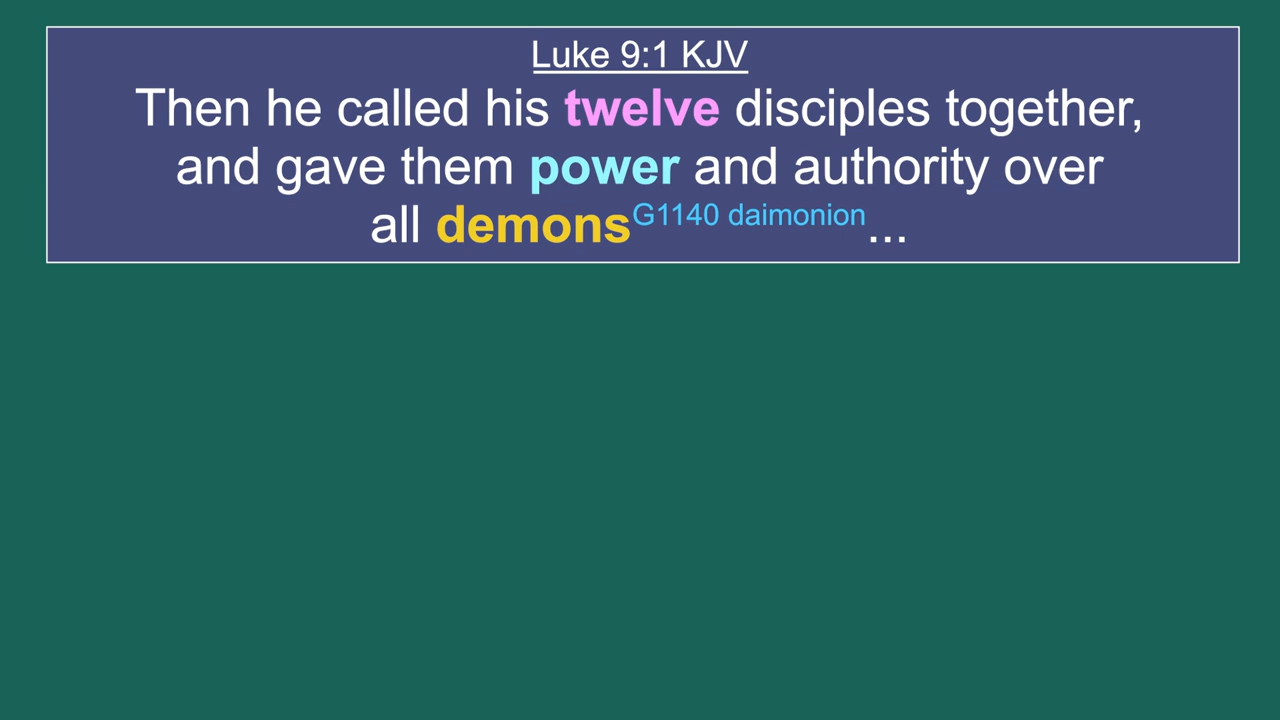 Luke 9:1 KJV
Then he called his twelve disciples together,
and gave them power and authority over
all demonsG1140 daimonion...